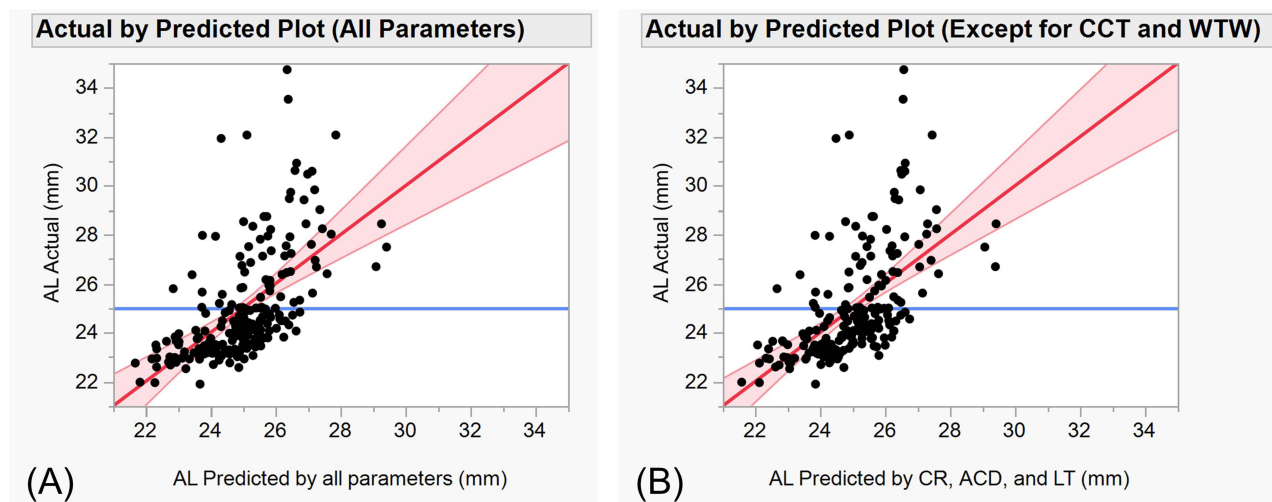 Actual by Predicted Plot (All Parameters)
34
32
30
28
26
24
22
AL Actual (mm)
22 24 26 28 30 32 34
AL Predicted by all parameters (mm)
(A)
Actual by Predicted Plot (Except for CCT and WTW)
34
32
30
28
26
24
22
AL Actual (mm)
22 24 26 28 30 32 34
AL Predicted by CR, ACD, and LT (mm)
(B)